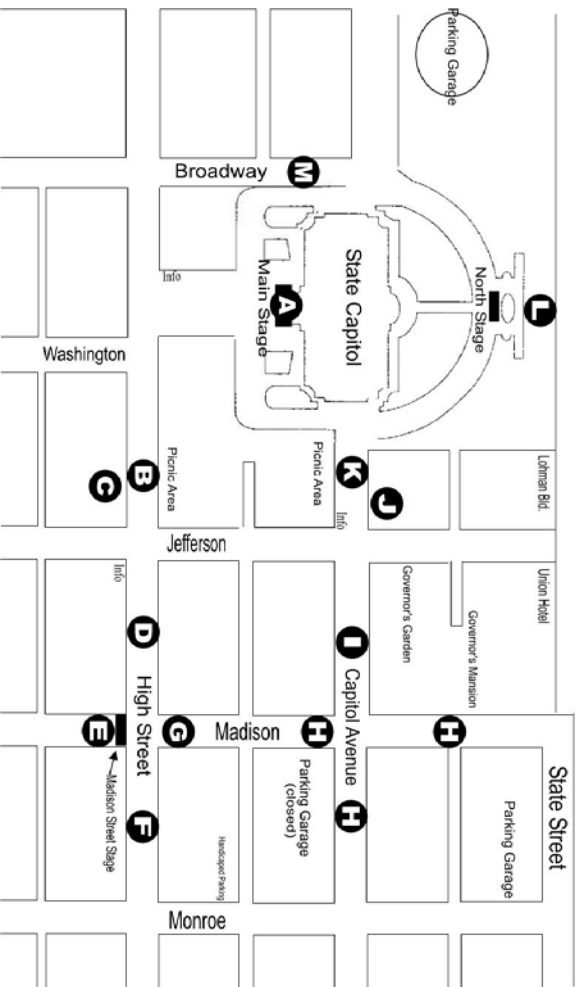 Parking Garage
L
North Stage
Broadway
M
State Capitol
A
Main Stage
Info
Washington
Picnic Area
Picnic Area
K
J
Lohman Bld.
B
C
Info
Jefferson
Info
Governor's Garden
Governor's Mansion
Union Hotel
D
I
High Street
Capitol Avenue
E
G
Madison
H
H
Madison Street Stage
F
H
Parking Garage
(closed)
Parking Garage
State Street
Handicaped Parking
Monroe